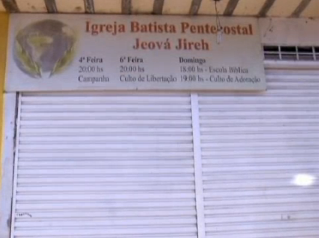 Igreja Batista Pentecostal
Jeová Jireh
4ª Feira 6ª Feira Domingo
20:00 hs 20:00 hs 18:00 hs - Escola Bíblica
Campanha Culto de Libertação 19:00 hs - Culto de Adoração